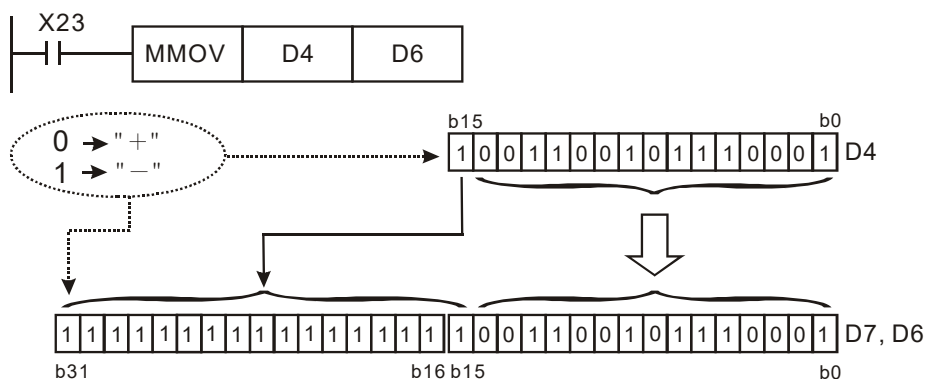 X23
MMOV D4 D6
0 → "＋"
1 → "－"
b15 b0
1 0 0 1 1 0 0 1 0 1 1 1 0 0 0 1 D4
1 1 1 1 1 1 1 1 1 1 1 1 1 1 1 1 1 0 0 1 1 0 0 1 0 1 1 1 0 0 0 1 D7, D6
b31 b16 b15 b0